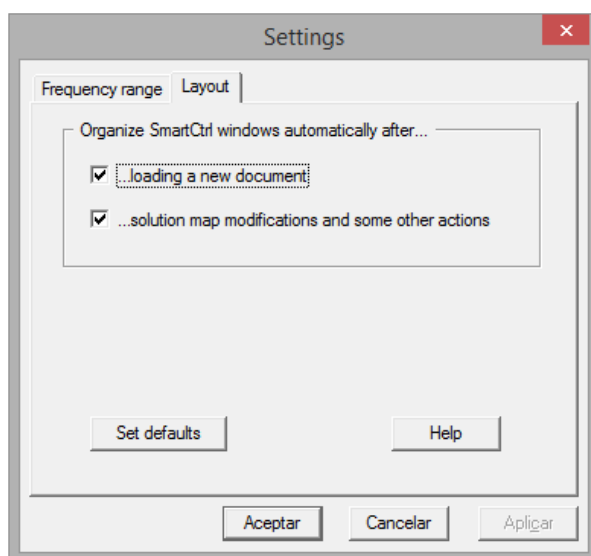 Settings
Frequency range
Layout
Organize SmartCtrl windows automatically after...
...loading a new document
...solution map modifications and some other actions
Set defaults
Help
Aceptar
Cancelar
Aplicar